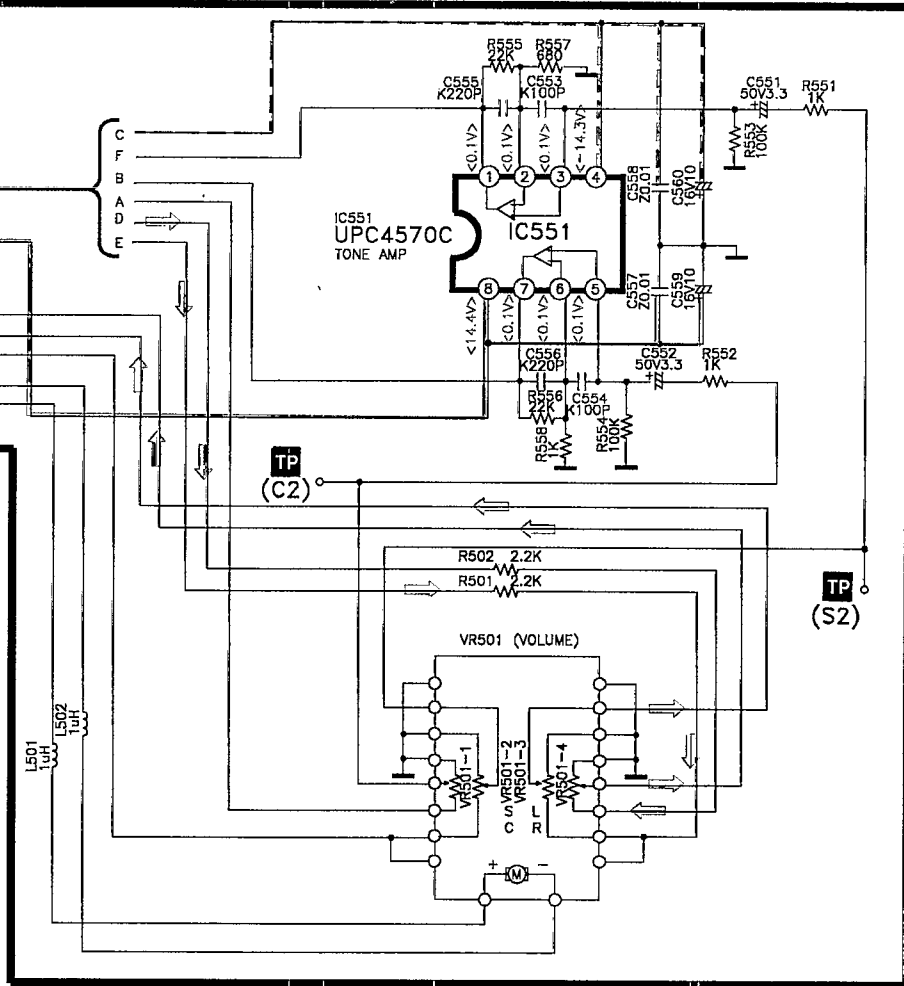 R555
22K
R557
680
C555
K220P
C553
K100P
C551
50V3.3
R551
1K
R553
100K
C
F
B
A
D
E
<0.1V>
<0.1V>
<0.1V>
<-14.3V>
1
2
3
4
C558
Z0.01
C560
16V10
IC551
UPC4570C
TONE AMP
IC551
8
7
6
5
C557
Z0.01
C559
16V10
<14.4V>
<0.1V>
<0.1V>
<0.1V>
C556
K220P
C552
50V3.3
R552
1K
R556
22K
C554
K100P
R558
1K
R554
100K
TP
(C2)
R502 2.2K
R501 2.2K
TP
(S2)
VR501 (VOLUME)
L501
1uH
L502
1uH
VR501-1
VR501-2
VR501-3
VR501-4
S L
C R
+ M -